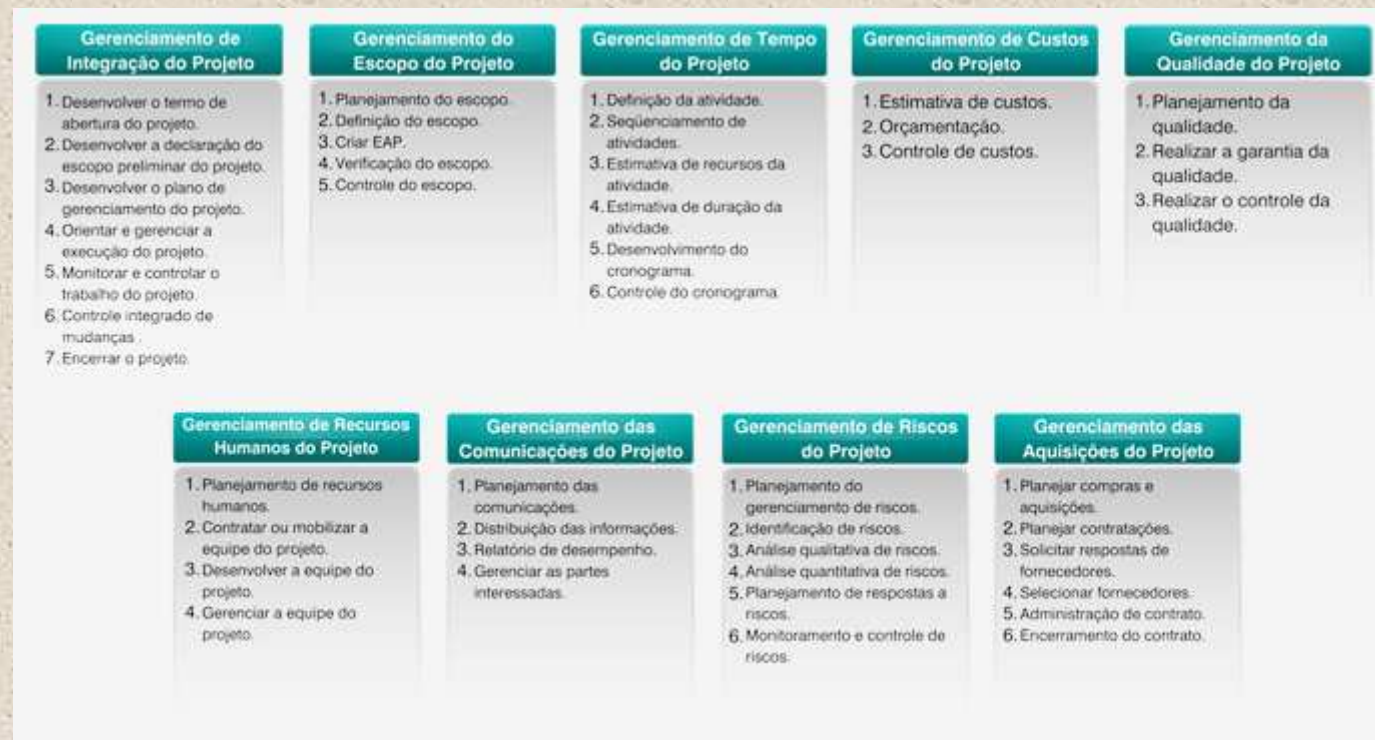 Gerenciamento de
Integração do Projeto
1. Desenvolver o termo de
abertura do projeto.
2. Desenvolver a declaração do
escopo preliminar do projeto.
3. Desenvolver o plano de
gerenciamento do projeto.
4. Orientar e gerenciar a
execução do projeto.
5. Monitorar e controlar o
trabalho do projeto.
6. Controle integrado de
mudanças .
7. Encerrar o projeto.
Gerenciamento do
Escopo do Projeto
1. Planejamento do escopo.
2. Definição do escopo.
3. Criar EAP.
4. Verificação do escopo.
5. Controle do escopo.
Gerenciamento de Tempo
do Projeto
1. Definição da atividade.
2. Seqüenciamento de
atividades.
3. Estimativa de recursos da
atividade.
4. Estimativa de duração da
atividade.
5. Desenvolvimento do
cronograma.
6. Controle do cronograma.
Gerenciamento de Custos
do Projeto
1. Estimativa de custos.
2. Orçamentação.
3. Controle de custos.
Gerenciamento da
Qualidade do Projeto
1. Planejamento da
qualidade.
2. Realizar a garantia da
qualidade.
3. Realizar o controle da
qualidade.
Gerenciamento de Recursos
Humanos do Projeto
1. Planejamento de recursos
humanos.
2. Contratar ou mobilizar a
equipe do projeto.
3. Desenvolver a equipe do
projeto.
4. Gerenciar a equipe do
projeto.
Gerenciamento das
Comunicações do Projeto
1. Planejamento das
comunicações.
2. Distribuição das informações.
3. Relatório de desempenho.
4. Gerenciar as partes
interessadas.
Gerenciamento de Riscos
do Projeto
1. Planejamento do
gerenciamento de riscos.
2. Identificação de riscos.
3. Análise qualitativa de riscos.
4. Análise quantitativa de riscos.
5. Planejamento de respostas a
riscos.
6. Monitoramento e controle de
riscos.
Gerenciamento das
Aquisições do Projeto
1. Planejar compras e
aquisições.
2. Planejar contratações.
3. Solicitar respostas de
fornecedores.
4. Selecionar fornecedores.
5. Administração de contrato.
6. Encerramento do contrato.